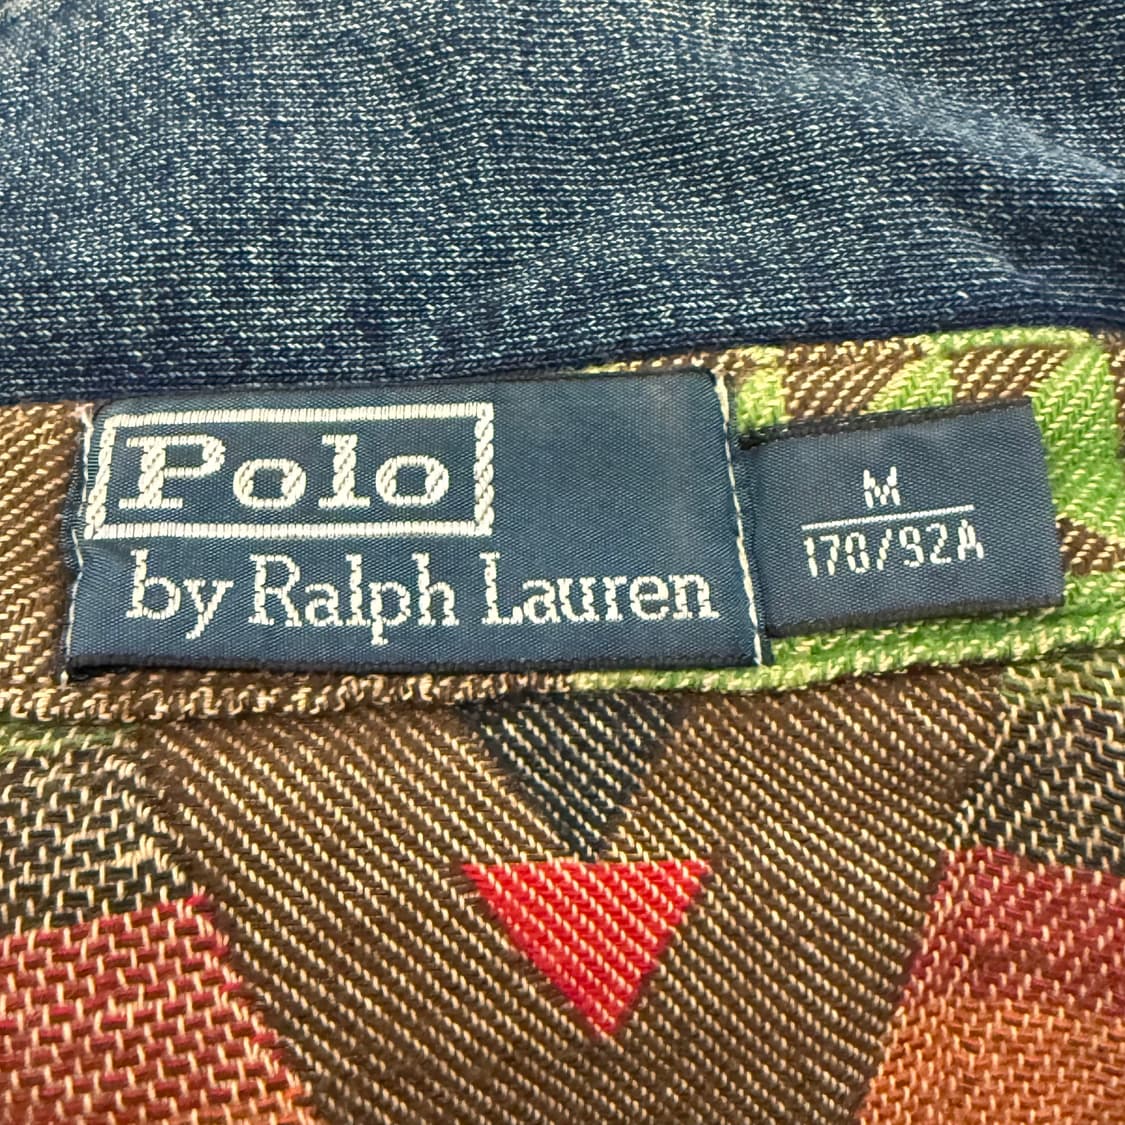 Polo
by Ralph Lauren
M
170/92A